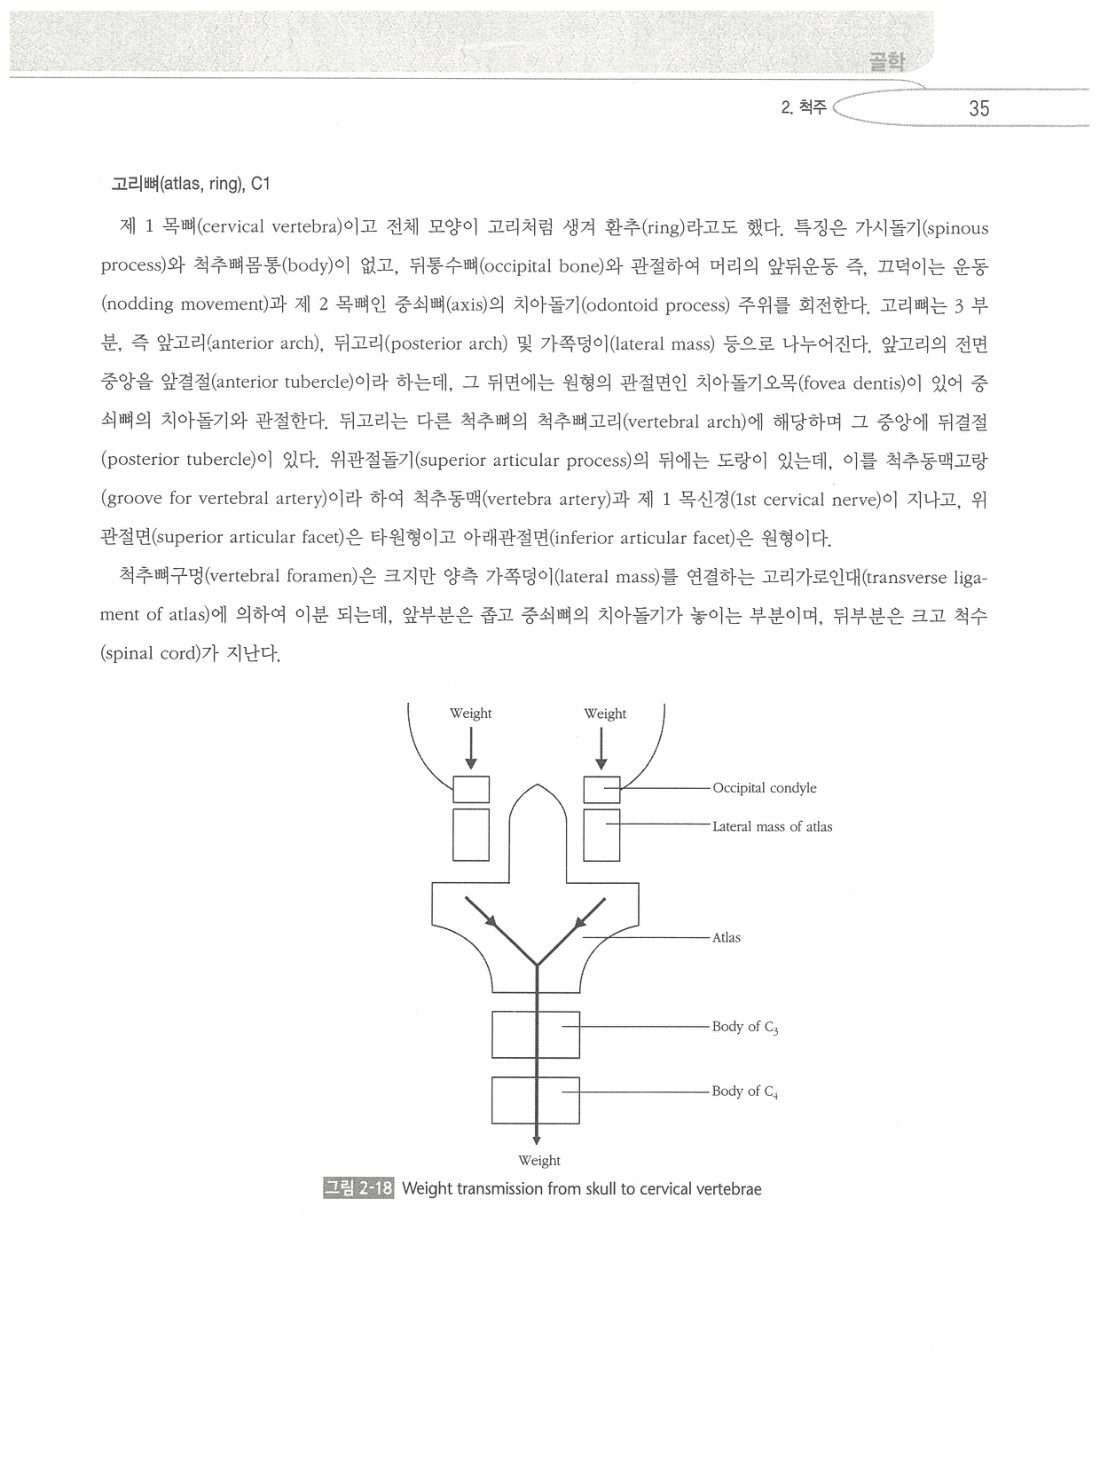 골학
2. 척주
35
고리뼈(atlas, ring), C1
제 1 목뼈(cervical vertebra)이고 전체 모양이 고리처럼 생겨 환추(ring)라고도 했다. 특징은 가시돌기(spinous
process)와 척추뼈몸통(body)이 없고, 뒤통수뼈(occipital bone)와 관절하여 머리의 앞뒤운동 즉, 끄덕이는 운동
(nodding movement)과 제 2 목뼈인 중쇠뼈(axis)의 치아돌기(odontoid process) 주위를 회전한다. 고리뼈는 3 부
분, 즉 앞고리(anterior arch), 뒤고리(posterior arch) 및 가쪽덩이(lateral mass) 등으로 나누어진다. 앞고리의 전면
중앙을 앞결절(anterior tubercle)이라 하는데, 그 뒤면에는 원형의 관절면인 치아돌기오목(fovea dentis)이 있어 중
쇠뼈의 치아돌기와 관절한다. 뒤고리는 다른 척추뼈의 척추뼈고리(vertebral arch)에 해당하며 그 중앙에 뒤결절
(posterior tubercle)이 있다. 위관절돌기(superior articular process)의 뒤에는 도랑이 있는데, 이를 척추동맥고랑
(groove for vertebral artery)이라 하여 척추동맥(vertebra artery)과 제 1 목신경(1st cervical nerve)이 지나고, 위
관절면(superior articular facet)은 타원형이고 아래관절면(inferior articular facet)은 원형이다.
척추뼈구멍(vertebral foramen)은 크지만 양측 가쪽덩이(lateral mass)를 연결하는 고리가로인대(transverse liga-
ment of atlas)에 의하여 이분 되는데, 앞부분은 좁고 중쇠뼈의 치아돌기가 놓이는 부분이며, 뒤부분은 크고 척수
(spinal cord)가 지난다.
Weight
Weight
Occipital condyle
Lateral mass of atlas
Atlas
Body of C3
Body of C4
Weight
그림 2-18 Weight transmission from skull to cervical vertebrae